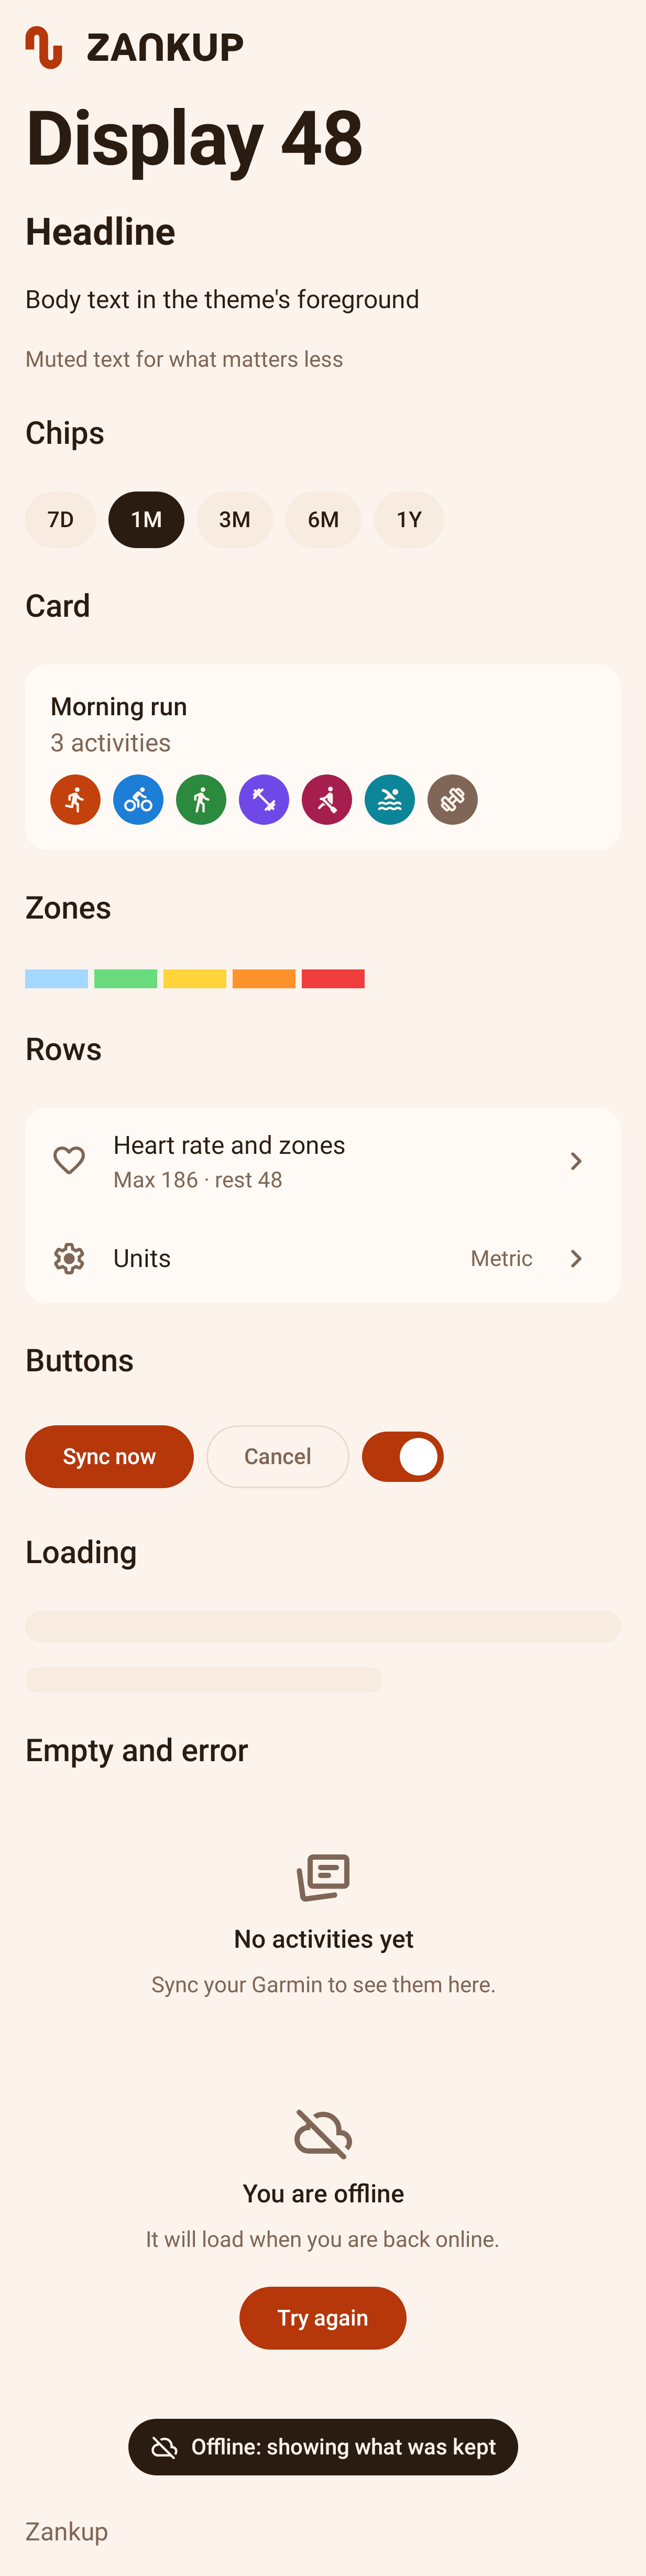 ZANKUP
Display 48
Headline
Body text in the theme's foreground
Muted text for what matters less
Chips
7D 1M 3M 6M 1Y
Card
Morning run
3 activities
Zones
Rows
Heart rate and zones
Max 186 · rest 48
Units Metric
Buttons
Sync now Cancel
Loading
Empty and error
No activities yet
Sync your Garmin to see them here.
You are offline
It will load when you are back online.
Try again
Offline: showing what was kept
Zankup